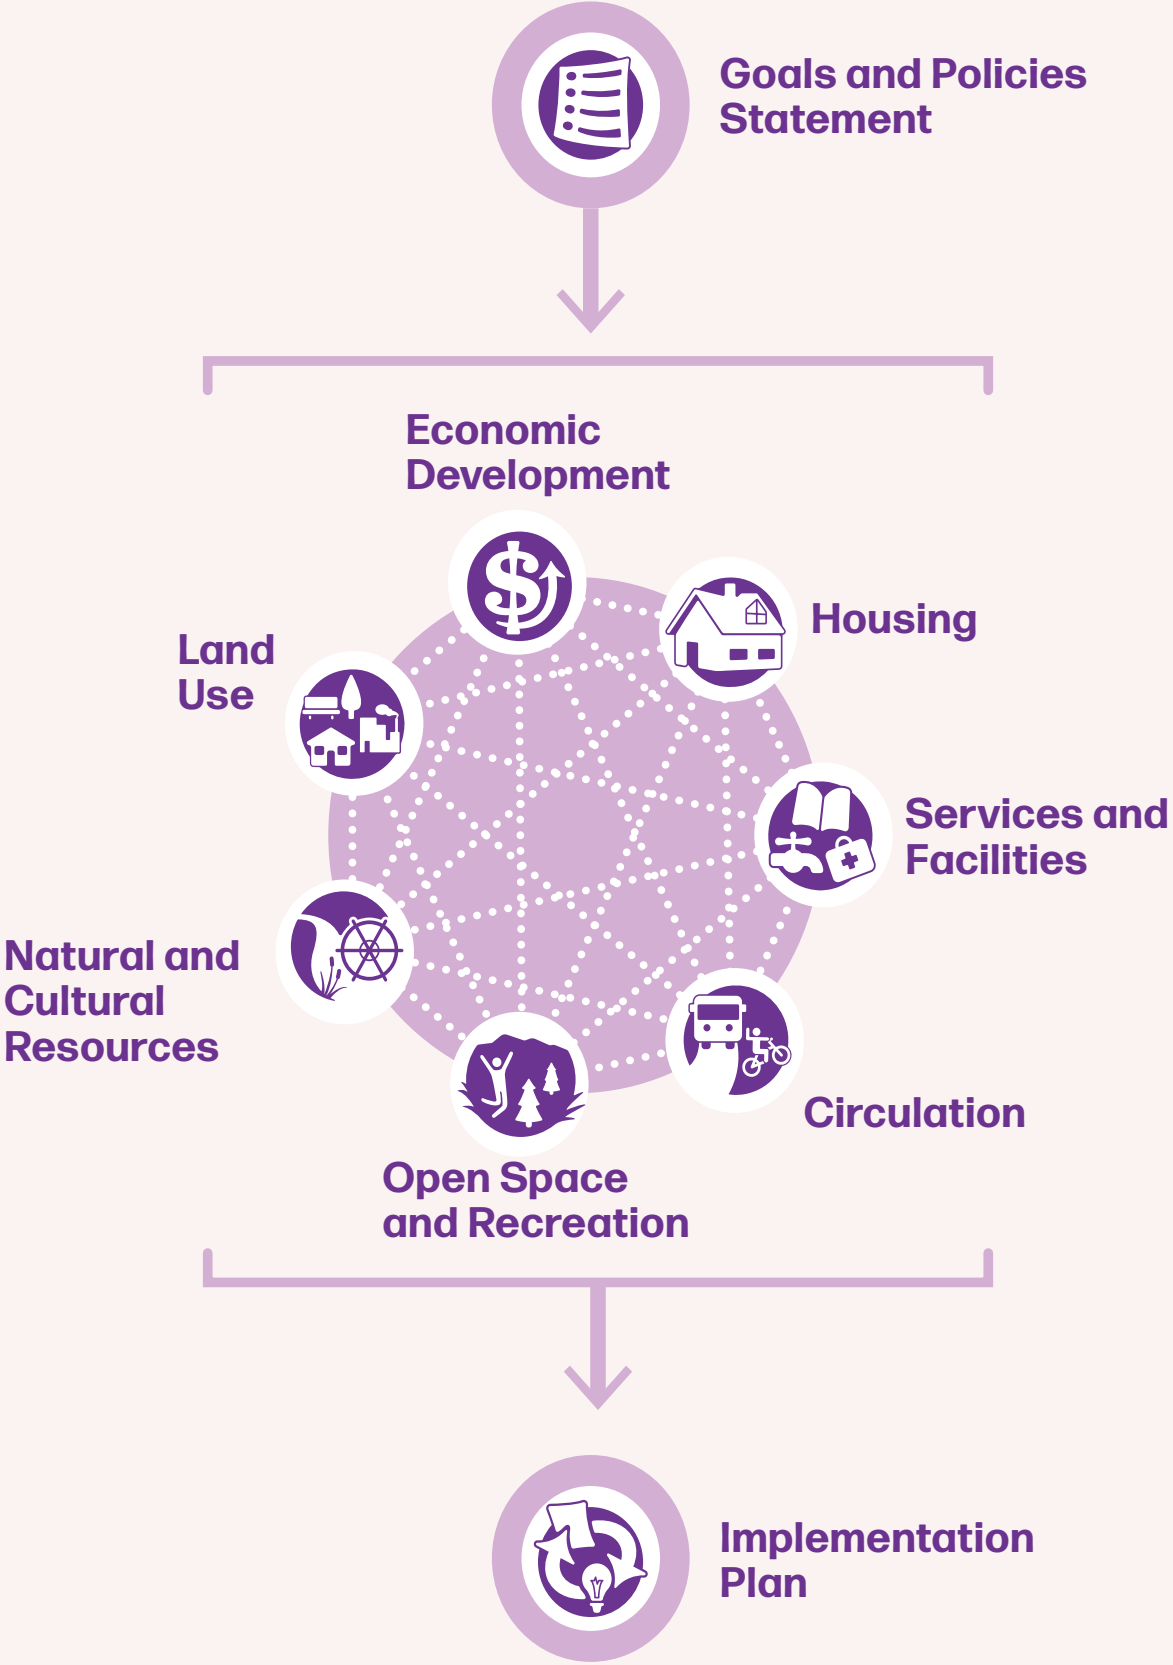 Goals and Policies
Statement
Economic
Development
Housing
Land
Use
Services and
Facilities
Natural and
Cultural
Resources
Circulation
Open Space
and Recreation
Implementation
Plan